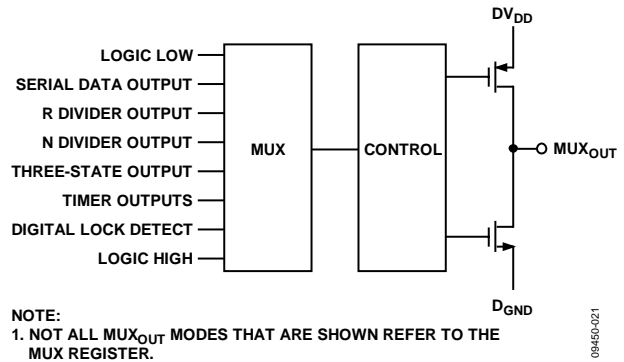 DVDD
LOGIC LOW
SERIAL DATA OUTPUT
R DIVIDER OUTPUT
N DIVIDER OUTPUT
THREE-STATE OUTPUT
TIMER OUTPUTS
DIGITAL LOCK DETECT
LOGIC HIGH
MUX
CONTROL
MUXOUT
DGND
NOTE:
1. NOT ALL MUXOUT MODES THAT ARE SHOWN REFER TO THE
MUX REGISTER.
09450-021